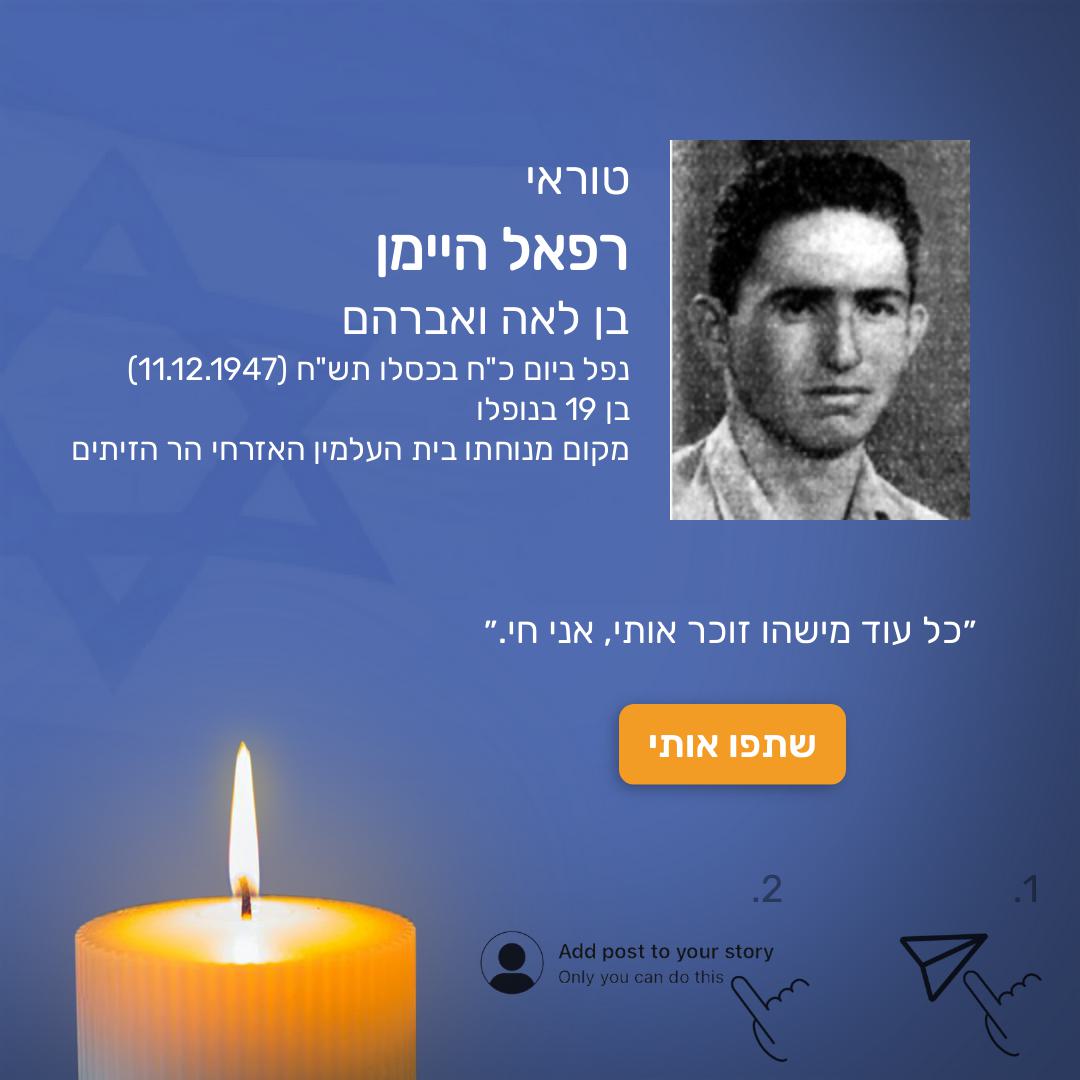 טוראי
רפאל היימן
בן לאה ואברהם
נפל ביום כ"ח בכסלו תש"ח (11.12.1947)
בן 19 בנופלו
מקום מנוחתו בית העלמין האזרחי הר הזיתים
״כל עוד מישהו זוכר אותי, אני חי.״
שתפו אותי
1.
2.
Add post to your story
Only you can do this